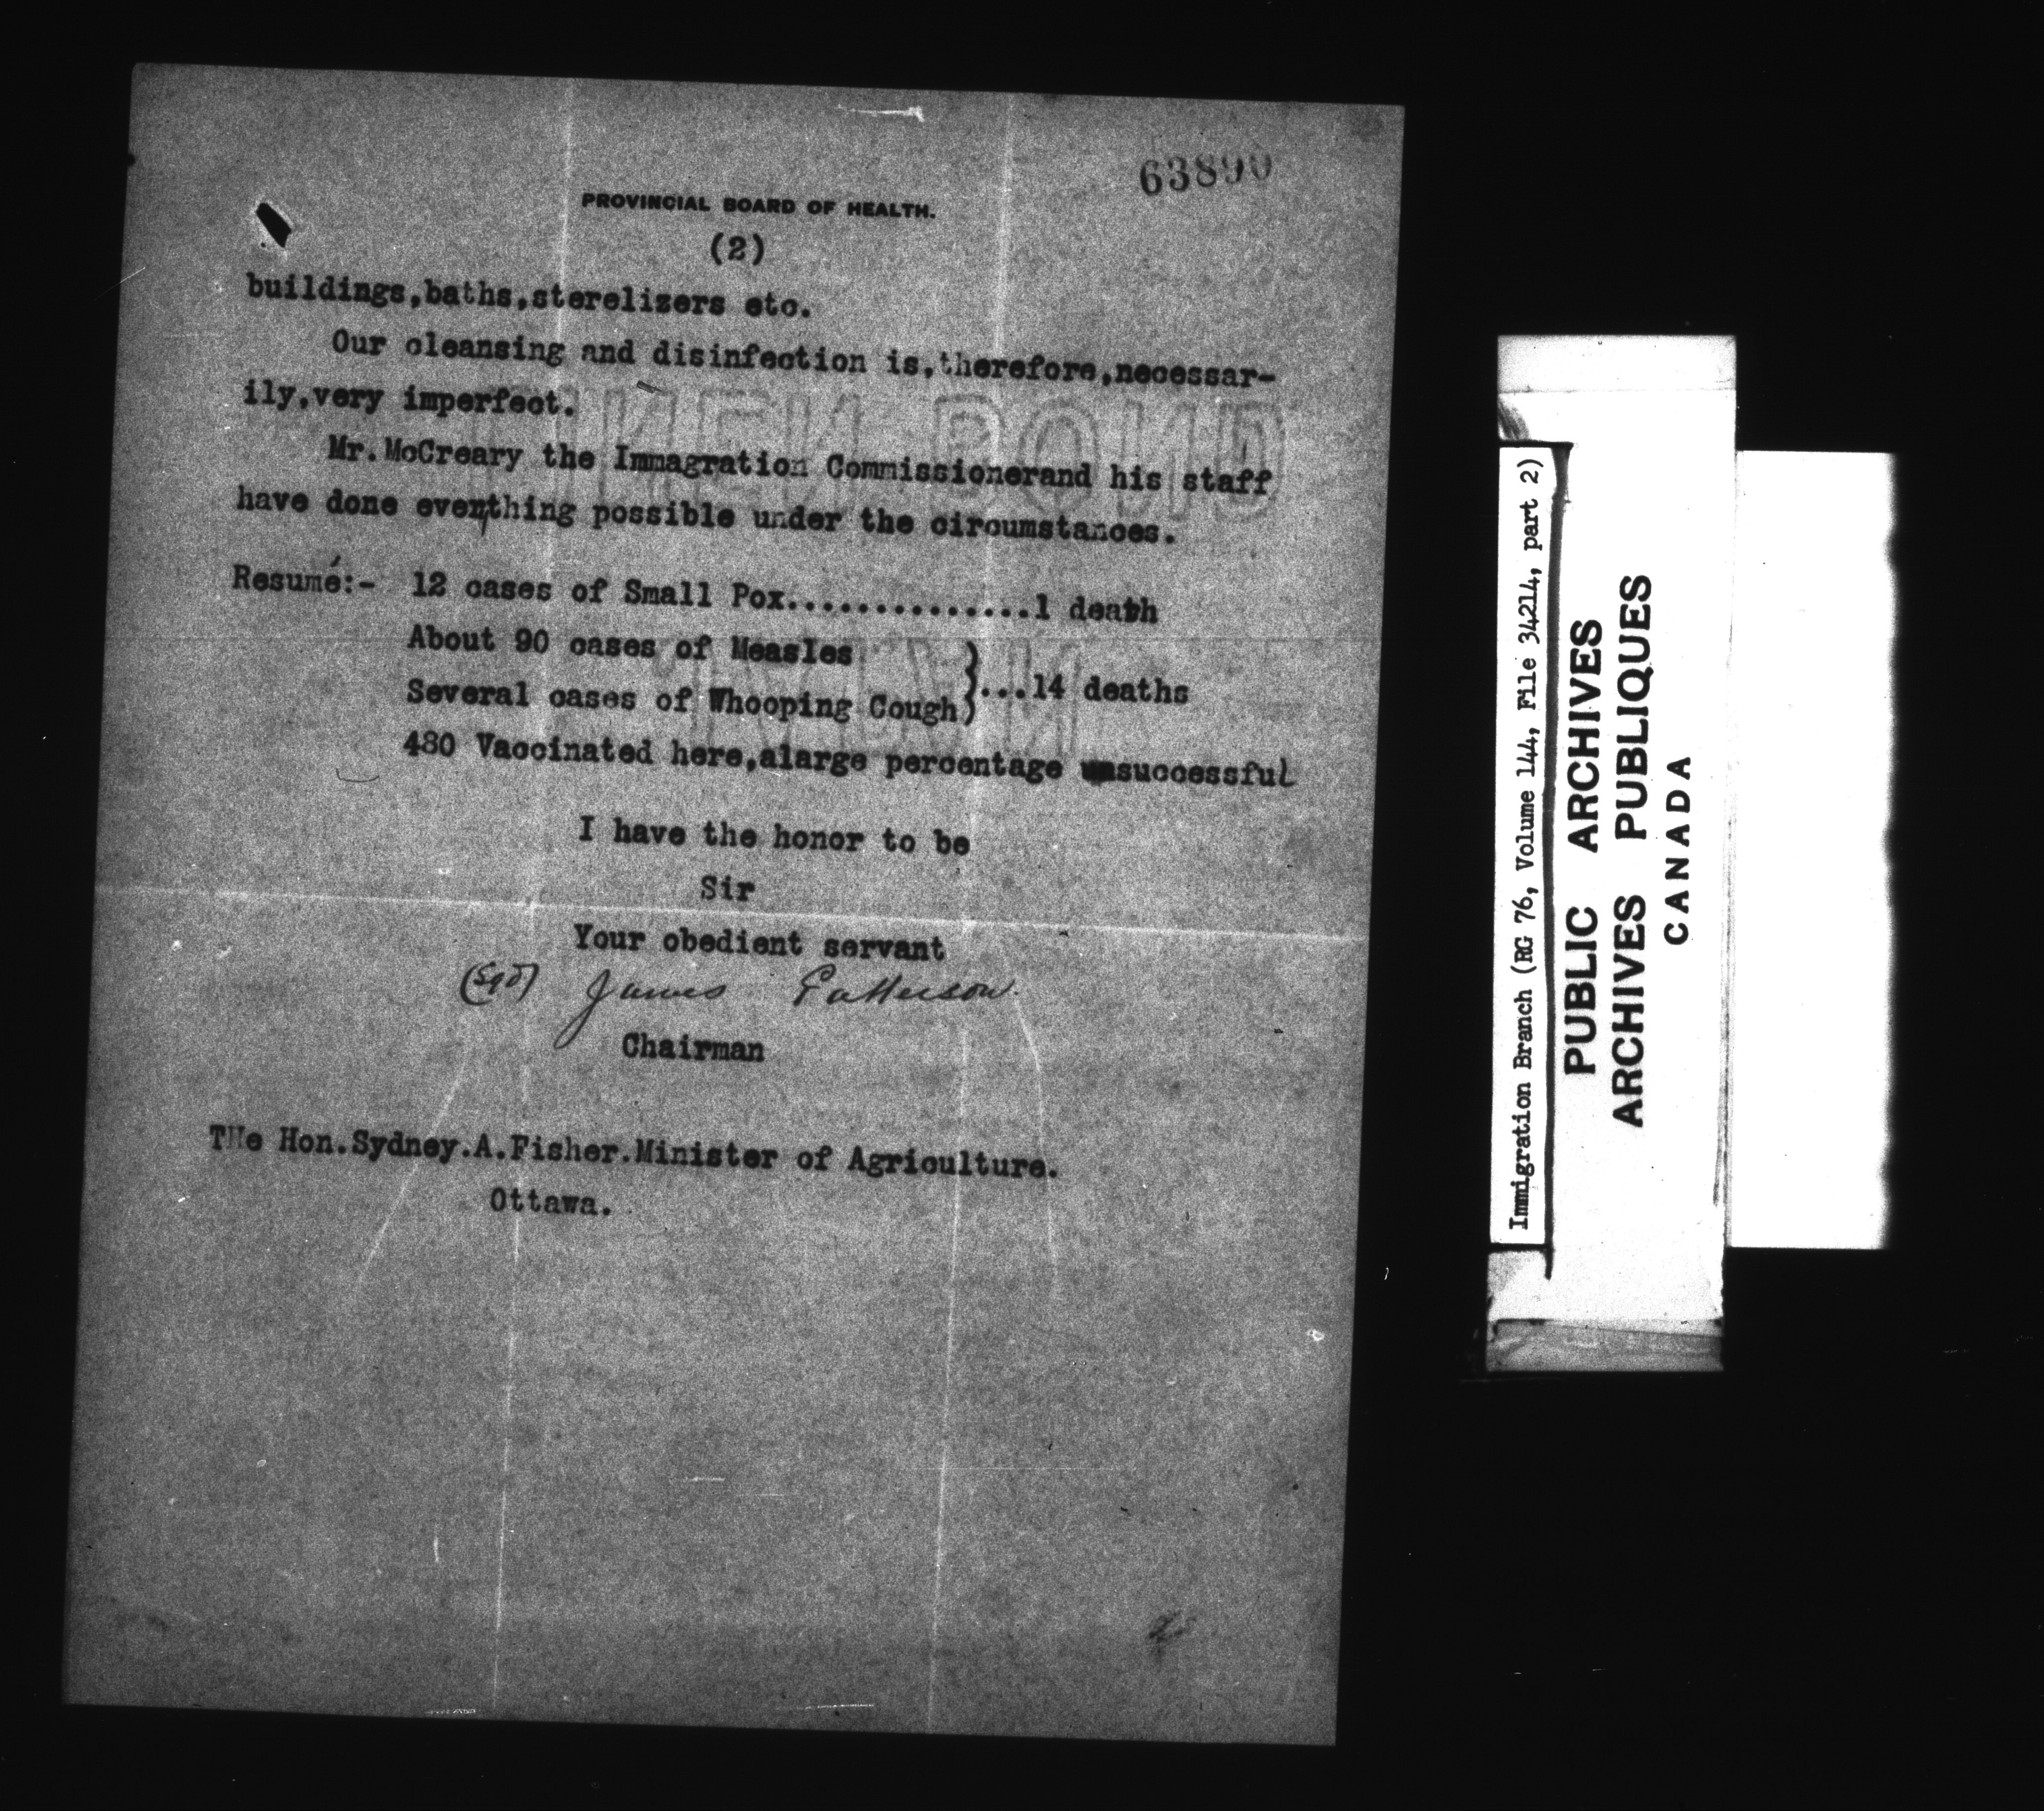 63890
PROVINCIAL BOARD OF HEALTH.
(2)
buildings,baths,sterelizers etc.
Our cleansing and disinfection is,therefore,necessar-
ily,very imperfect.
Mr.McCreary the Immagration Commissionerand his staff
have done everything possible under the circumstances.
Resumé:- 12 cases of Small Pox...............1 death
About 90 cases of Measles
Several cases of Whooping Cough}...14 deaths
480 Vaccinated here,alarge percentage unsuccessful
I have the honor to be
Sir
Your obedient servant
(Sgd) James Patterson.
Chairman
THe Hon.Sydney.A.Fisher.Minister of Agriculture.
Ottawa.
Immigration Branch (RG 76, Volume 144, File 34214, part 2)
PUBLIC ARCHIVES
ARCHIVES PUBLIQUES
CANADA